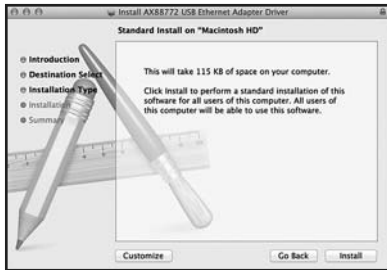 Install AX88772 USB Ethernet Adapter Driver
Standard Install on "Macintosh HD"
Introduction
Destination Select
Installation Type
Installation
Summary
This will take 115 KB of space on your computer.
Click Install to perform a standard installation of this
software for all users of this computer. All users of
this computer will be able to use this software.
Customize
Go Back
Install